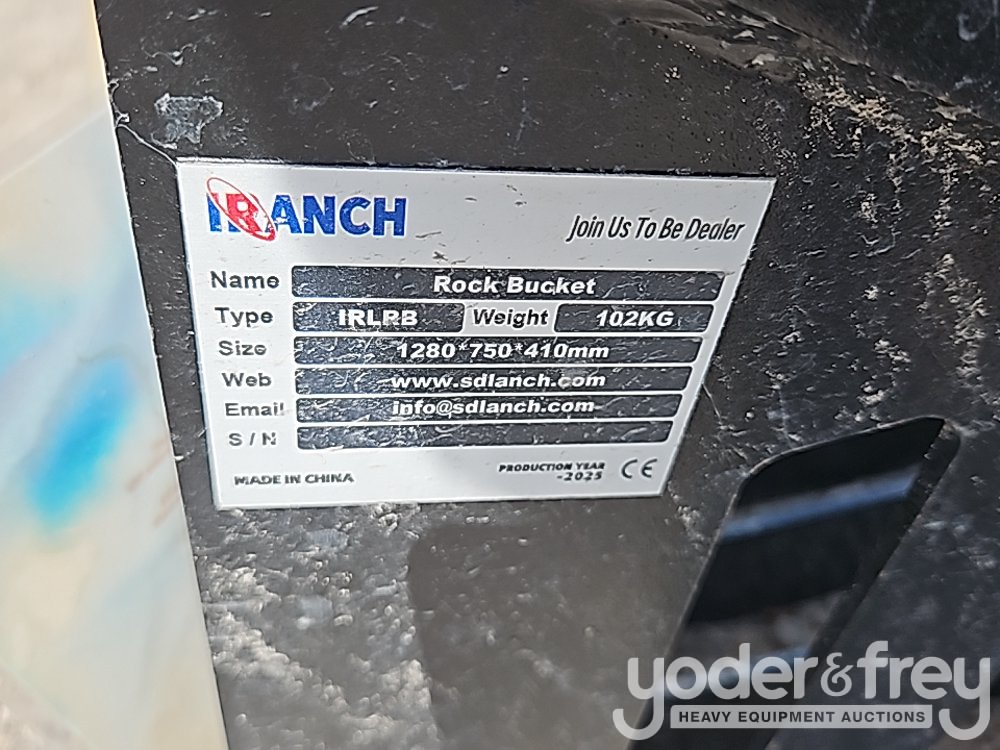 IRANCH
Join Us To Be Dealer
Name Rock Bucket
Type IRLRB Weight 102KG
Size 1280*750*410mm
Web www.sdlanch.com
Email info@sdlanch.com
S / N
MADE IN CHINA
PRODUCTION YEAR
-2025 CE
yoder&frey
HEAVY EQUIPMENT AUCTIONS